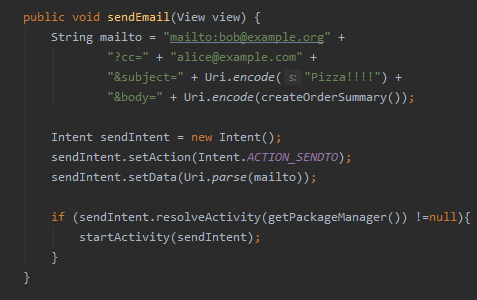 public void sendEmail(View view) {
String mailto = "mailto:bob@example.org" +
"?cc=" + "alice@example.com" +
"&subject=" + Uri.encode( s: "Pizza!!!!") +
"&body=" + Uri.encode(createOrderSummary());
Intent sendIntent = new Intent();
sendIntent.setAction(Intent.ACTION_SENDTO);
sendIntent.setData(Uri.parse(mailto));
if (sendIntent.resolveActivity(getPackageManager()) !=null){
startActivity(sendIntent);
}
}